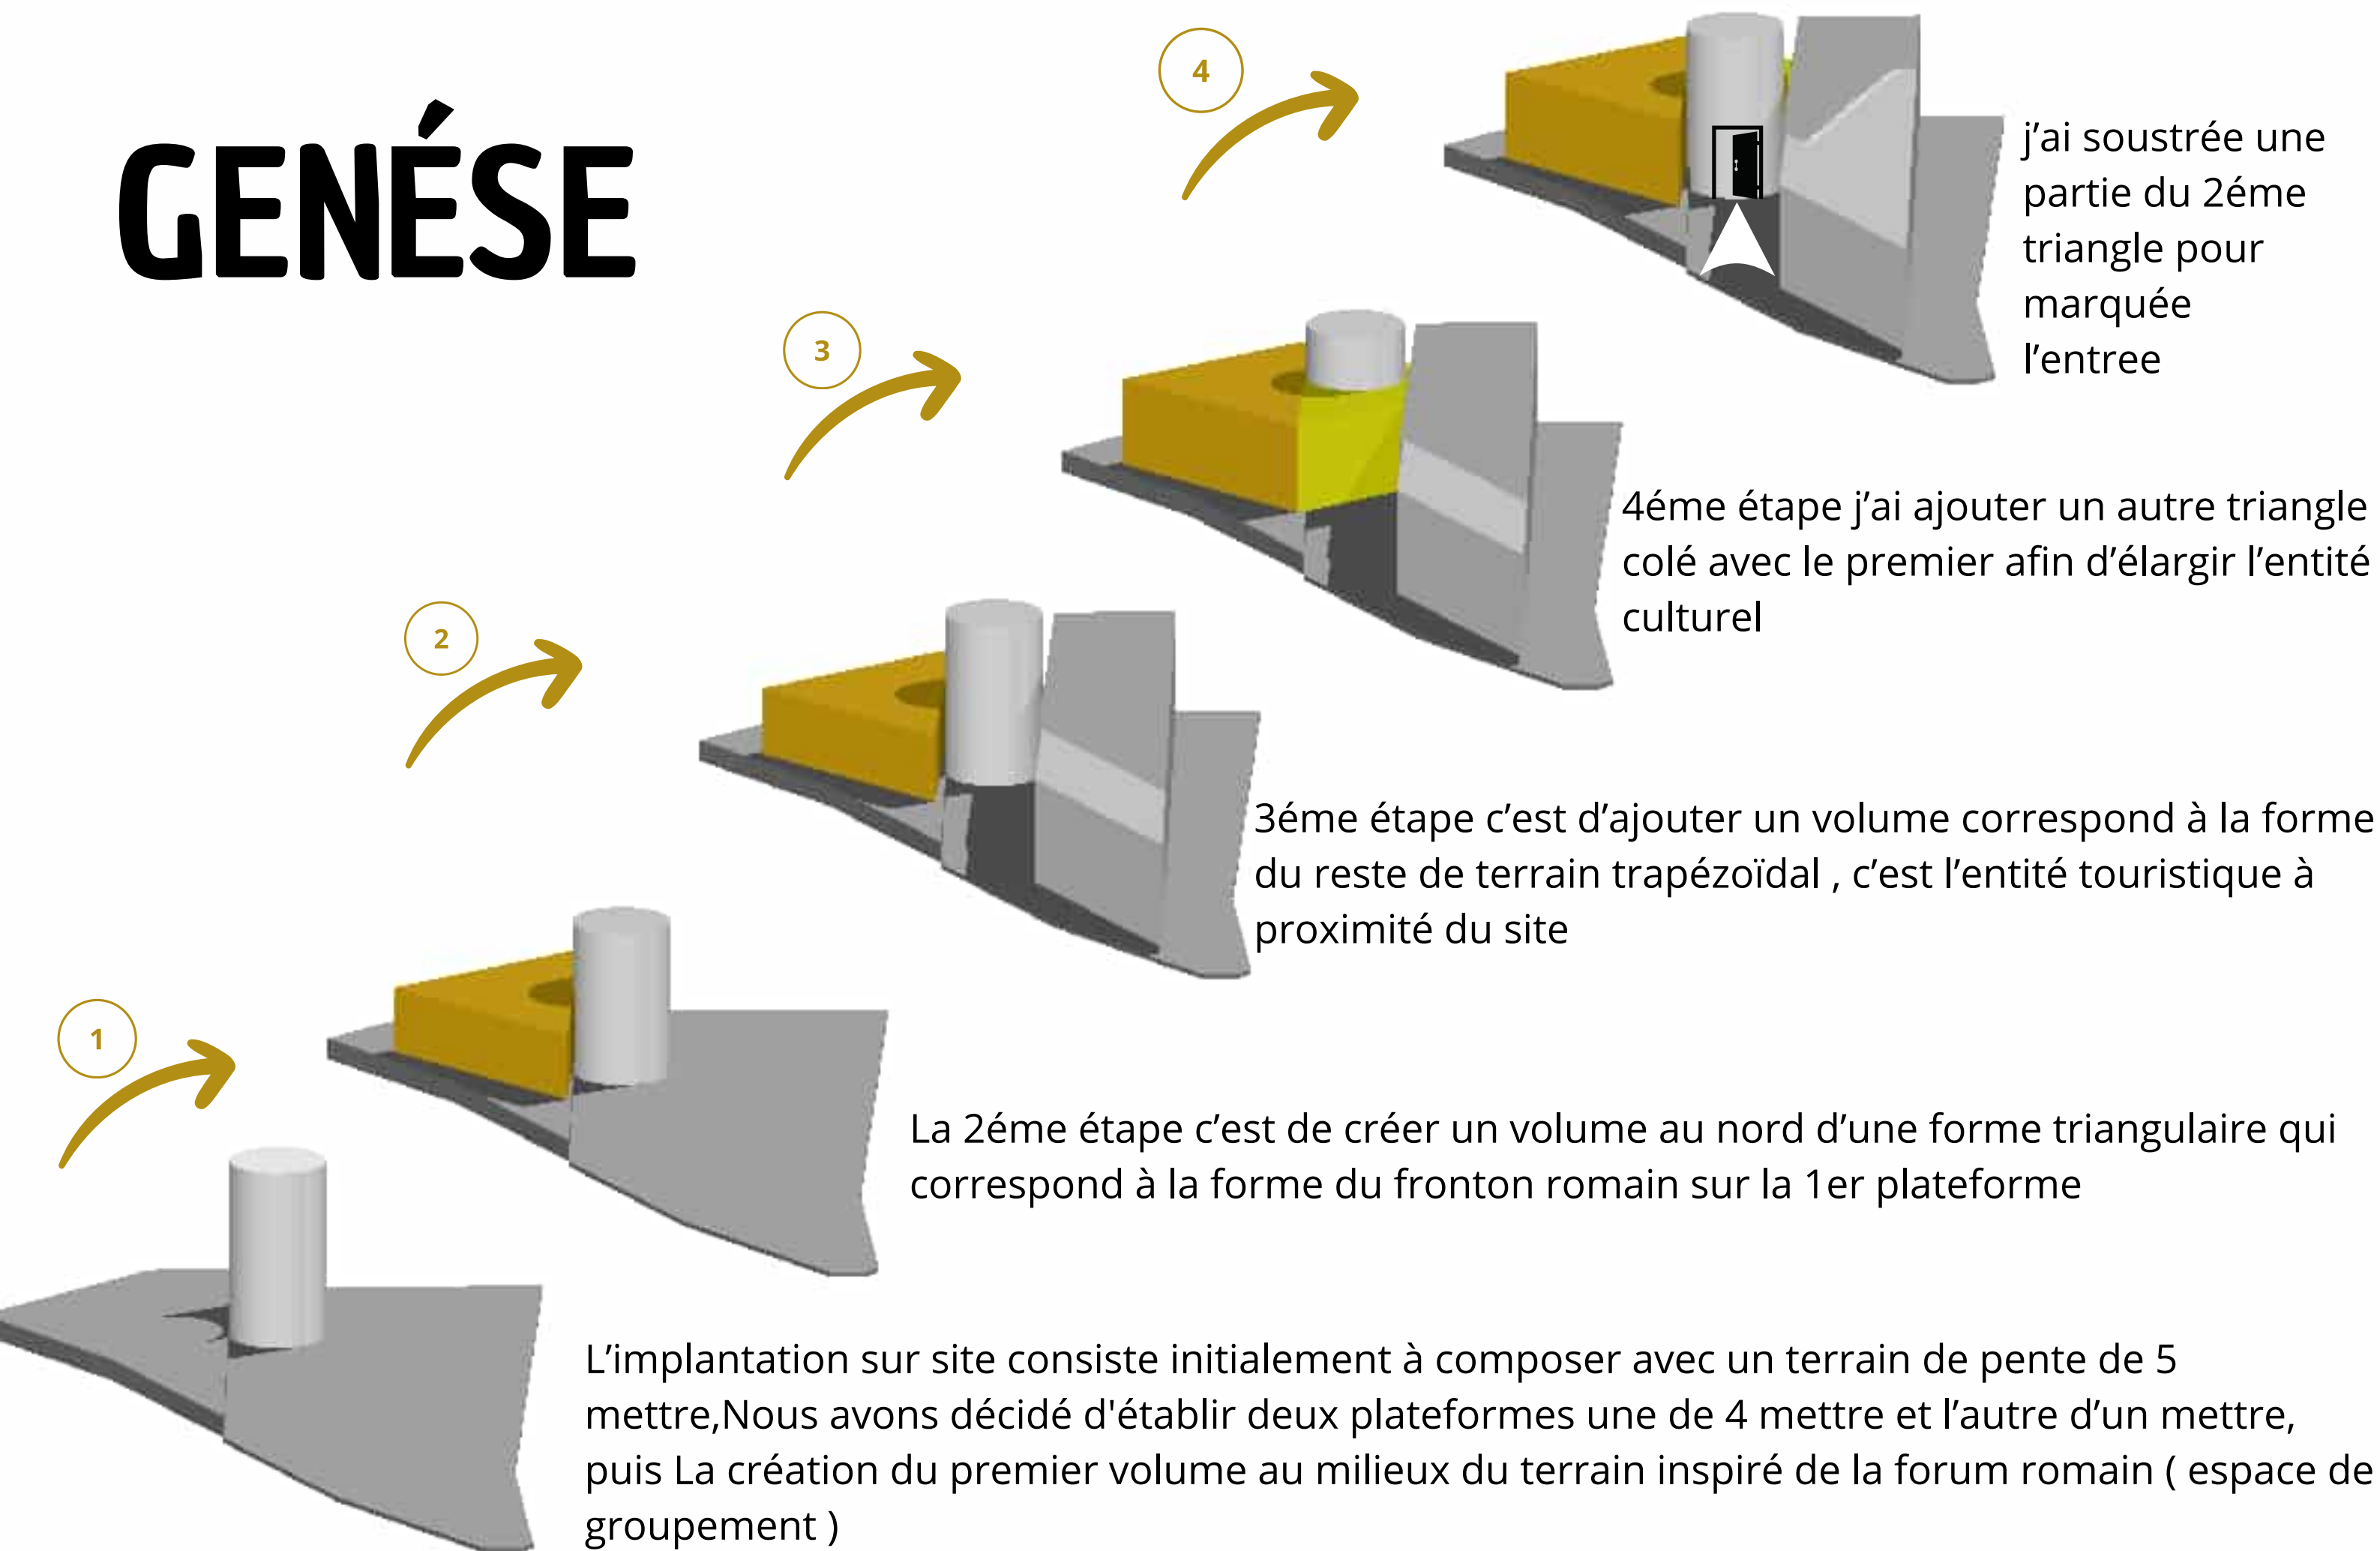 GENÉSE
4
j’ai soustrée une
partie du 2éme
triangle pour
marquée
l’entree
3
4éme étape j’ai ajouter un autre triangle
colé avec le premier afin d’élargir l’entité
culturel
2
3éme étape c’est d’ajouter un volume correspond à la forme
du reste de terrain trapézoïdal , c’est l’entité touristique à
proximité du site
1
La 2éme étape c’est de créer un volume au nord d’une forme triangulaire qui
correspond à la forme du fronton romain sur la 1er plateforme
L’implantation sur site consiste initialement à composer avec un terrain de pente de 5
mettre,Nous avons décidé d'établir deux plateformes une de 4 mettre et l’autre d’un mettre,
puis La création du premier volume au milieux du terrain inspiré de la forum romain ( espace de
groupement )